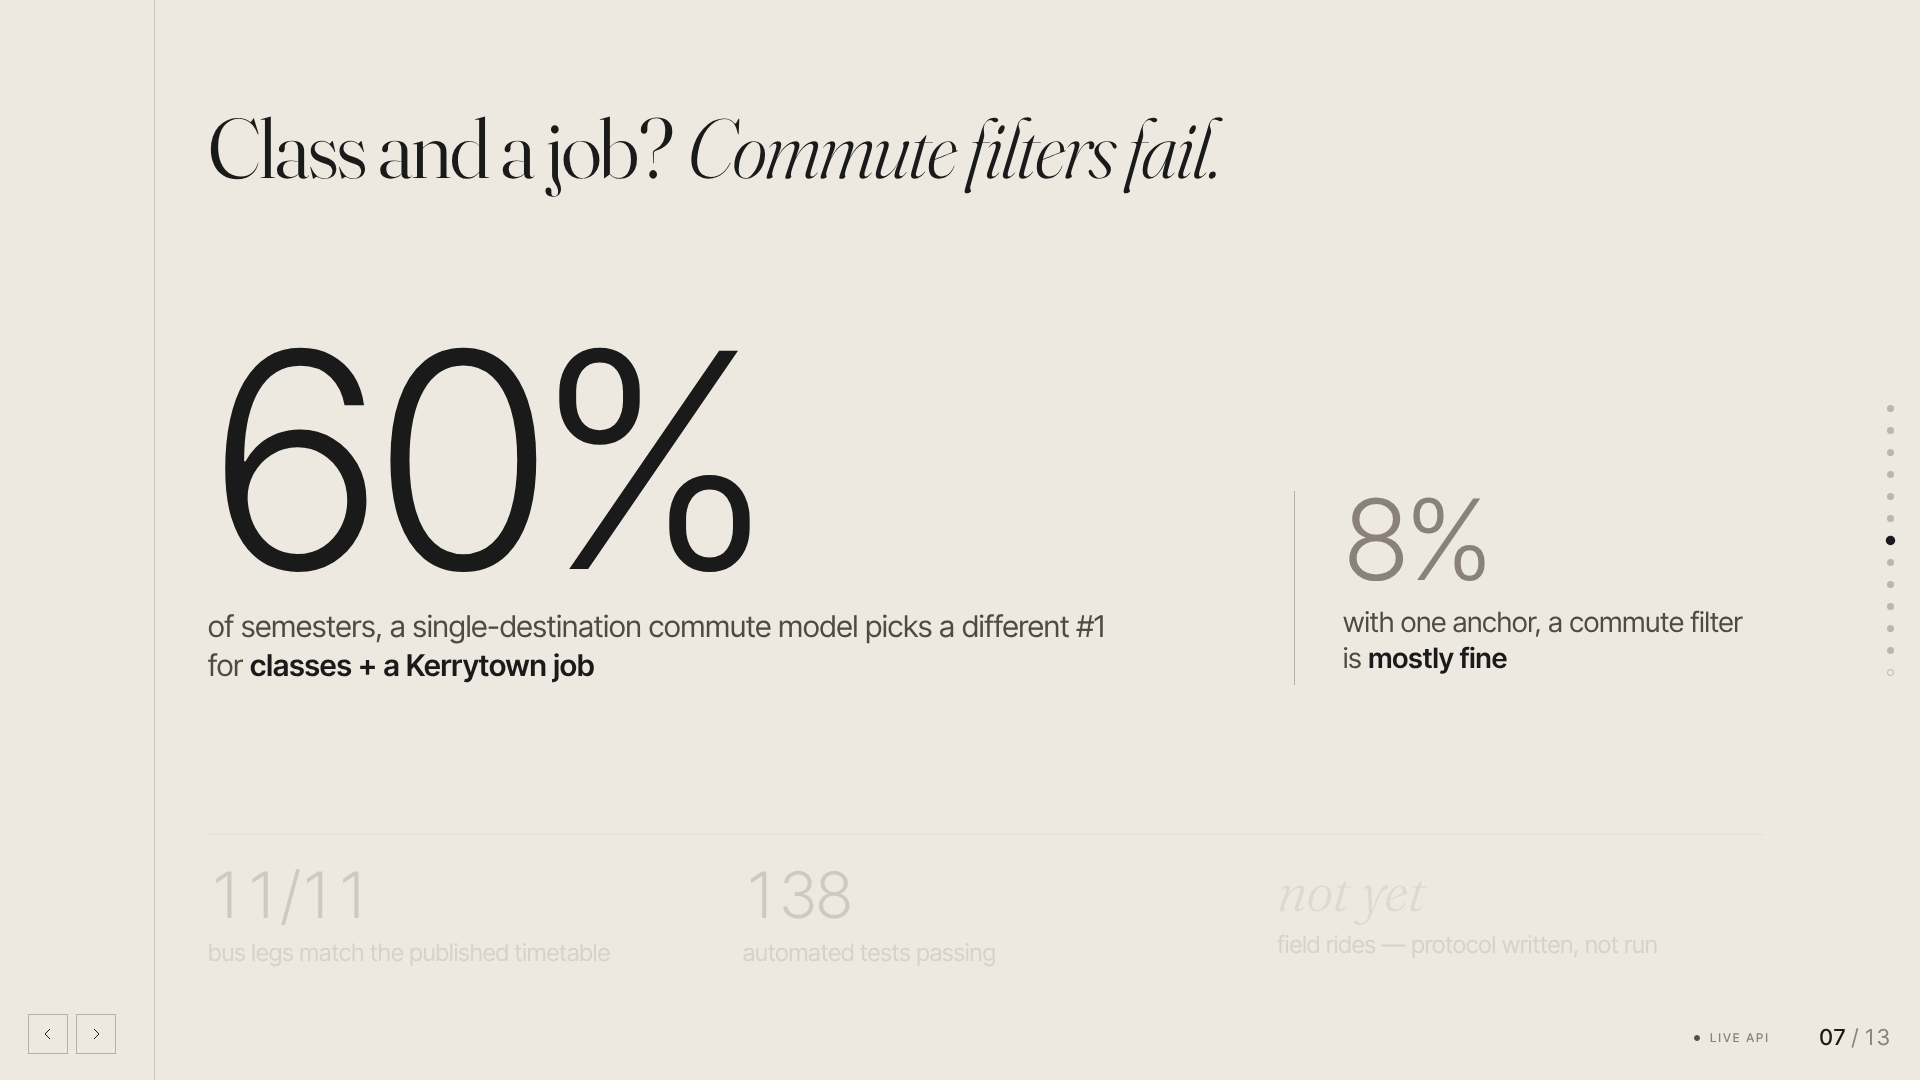 Class and a job? Commute filters fail.
60%
of semesters, a single-destination commute model picks a different #1
for classes + a Kerrytown job
8%
with one anchor, a commute filter
is mostly fine
11/11
bus legs match the published timetable
138
automated tests passing
not yet
field rides — protocol written, not run
LIVE API
07 / 13